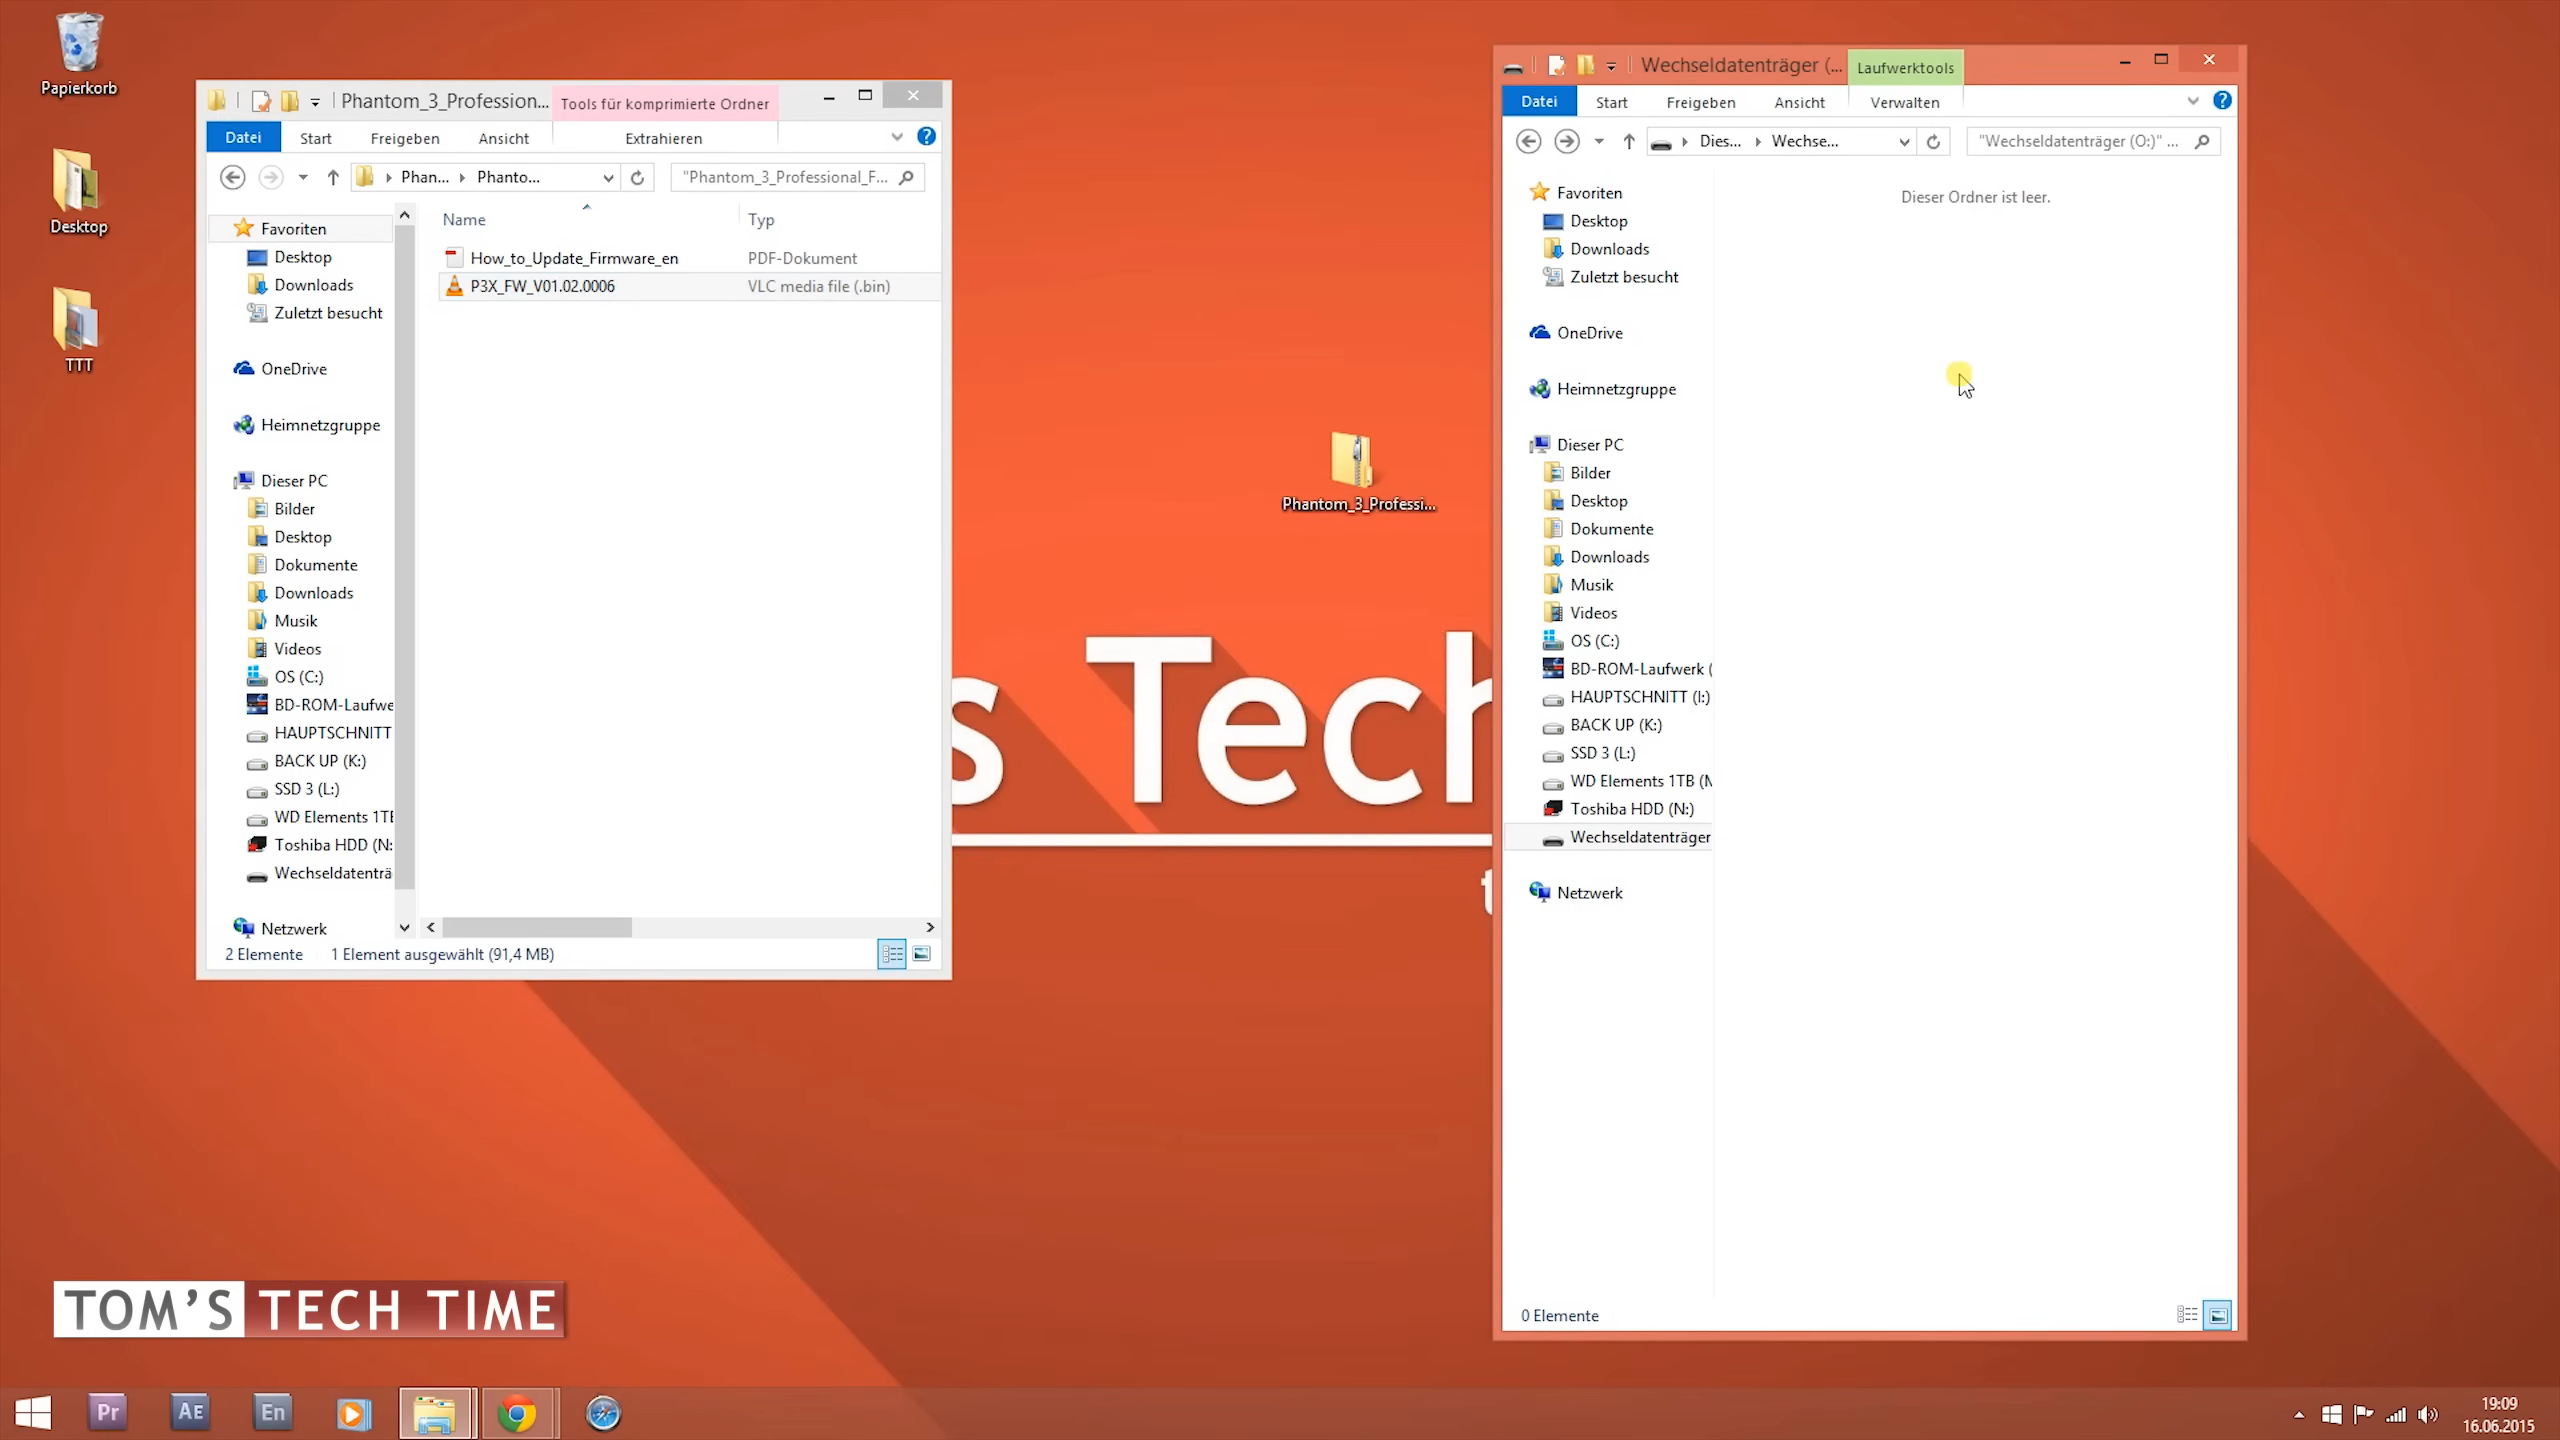 Papierkorb
Desktop
TTT
Phantom_3_Profession...
Tools für komprimierte Ordner
Datei
Start
Freigeben
Ansicht
Extrahieren
Phan...
Phanto...
"Phantom_3_Professional_F...
Name
Typ
How_to_Update_Firmware_en
PDF-Dokument
P3X_FW_V01.02.0006
VLC media file (.bin)
Favoriten
Desktop
Downloads
Zuletzt besucht
OneDrive
Heimnetzgruppe
Dieser PC
Bilder
Desktop
Dokumente
Downloads
Musik
Videos
OS (C:)
BD-ROM-Laufwe
HAUPTSCHNITT
BACK UP (K:)
SSD 3 (L:)
WD Elements 1TE
Toshiba HDD (N:
Wechseldatenträ
Netzwerk
2 Elemente
1 Element ausgewählt (91,4 MB)
Phantom_3_Professi...
s Tech
t
Wechseldatenträger (...
Laufwerktools
Datei
Start
Freigeben
Ansicht
Verwalten
Dies...
Wechse...
"Wechseldatenträger (O:)" ...
Dieser Ordner ist leer.
Favoriten
Desktop
Downloads
Zuletzt besucht
OneDrive
Heimnetzgruppe
Dieser PC
Bilder
Desktop
Dokumente
Downloads
Musik
Videos
OS (C:)
BD-ROM-Laufwerk (
HAUPTSCHNITT (I:)
BACK UP (K:)
SSD 3 (L:)
WD Elements 1TB (M
Toshiba HDD (N:)
Wechseldatenträger
Netzwerk
0 Elemente
TOM'S TECH TIME
Pr
AE
En
19:09
16.06.2015